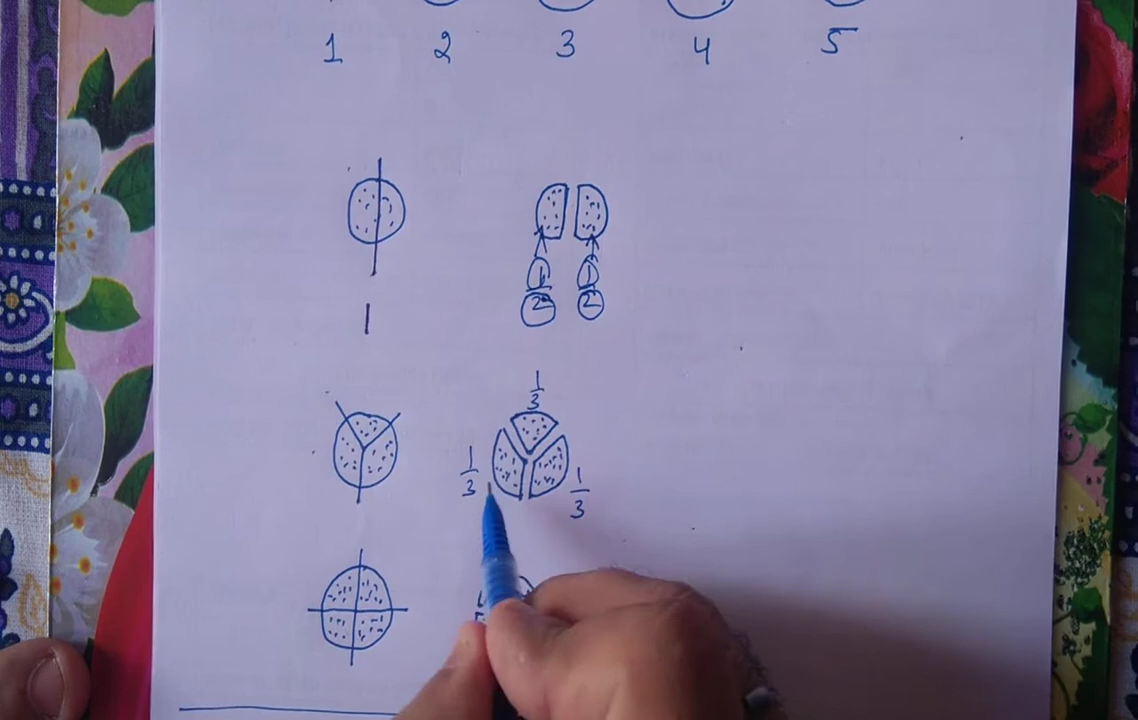 1 2 3 4 5
1/2 1/2
1
1/3
1/3 1/3